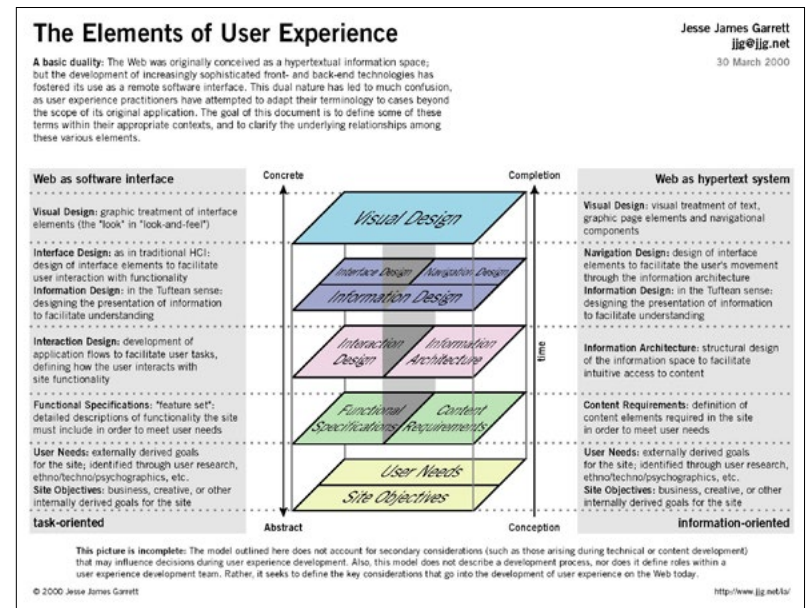 The Elements of User Experience
Jesse James Garrett
jjg@jjg.net
30 March 2000
A basic duality: The Web was originally conceived as a hypertextual information space;
but the development of increasingly sophisticated front- and back-end technologies has
fostered its use as a remote software interface. This dual nature has led to much confusion,
as user experience practitioners have attempted to adapt their terminology to cases beyond
the scope of its original application. The goal of this document is to define some of these
terms within their appropriate contexts, and to clarify the underlying relationships among
these various elements.
Web as software interface
Visual Design: graphic treatment of interface
elements (the "look" in "look-and-feel")
Interface Design: as in traditional HCI:
design of interface elements to facilitate
user interaction with functionality
Information Design: in the Tuftean sense:
designing the presentation of information
to facilitate understanding
Interaction Design: development of
application flows to facilitate user tasks,
defining how the user interacts with
site functionality
Functional Specifications: "feature set":
detailed descriptions of functionality the site
must include in order to meet user needs
User Needs: externally derived goals
for the site; identified through user research,
ethno/techno/psychographics, etc.
Site Objectives: business, creative, or other
internally derived goals for the site
task-oriented
Concrete
Completion
Visual Design
Interface Design
Navigation Design
Information Design
Interaction
Design
Information
Architecture
Functional
Specifications
Content
Requirements
User Needs
Site Objectives
time
Abstract
Conception
Web as hypertext system
Visual Design: visual treatment of text,
graphic page elements and navigational
components
Navigation Design: design of interface
elements to facilitate the user's movement
through the information architecture
Information Design: in the Tuftean sense:
designing the presentation of information
to facilitate understanding
Information Architecture: structural design
of the information space to facilitate
intuitive access to content
Content Requirements: definition of
content elements required in the site
in order to meet user needs
User Needs: externally derived goals
for the site; identified through user research,
ethno/techno/psychographics, etc.
Site Objectives: business, creative, or other
internally derived goals for the site
information-oriented
This picture is incomplete: The model outlined here does not account for secondary considerations (such as those arising during technical or content development)
that may influence decisions during user experience development. Also, this model does not describe a development process, nor does it define roles within a
user experience development team. Rather, it seeks to define the key considerations that go into the development of user experience on the Web today.
© 2000 Jesse James Garrett
http://www.jjg.net/ia/